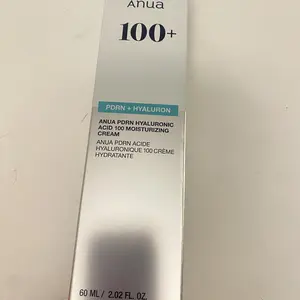 Anua
100+
PDRN + HYALURON
ANUA PDRN HYALURONIC
ACID 100 MOISTURIZING
CREAM
ANUA PDRN ACIDE
HYALURONIQUE 100 CRÈME
HYDRATANTE
60 ML / 2.02 FL. OZ.